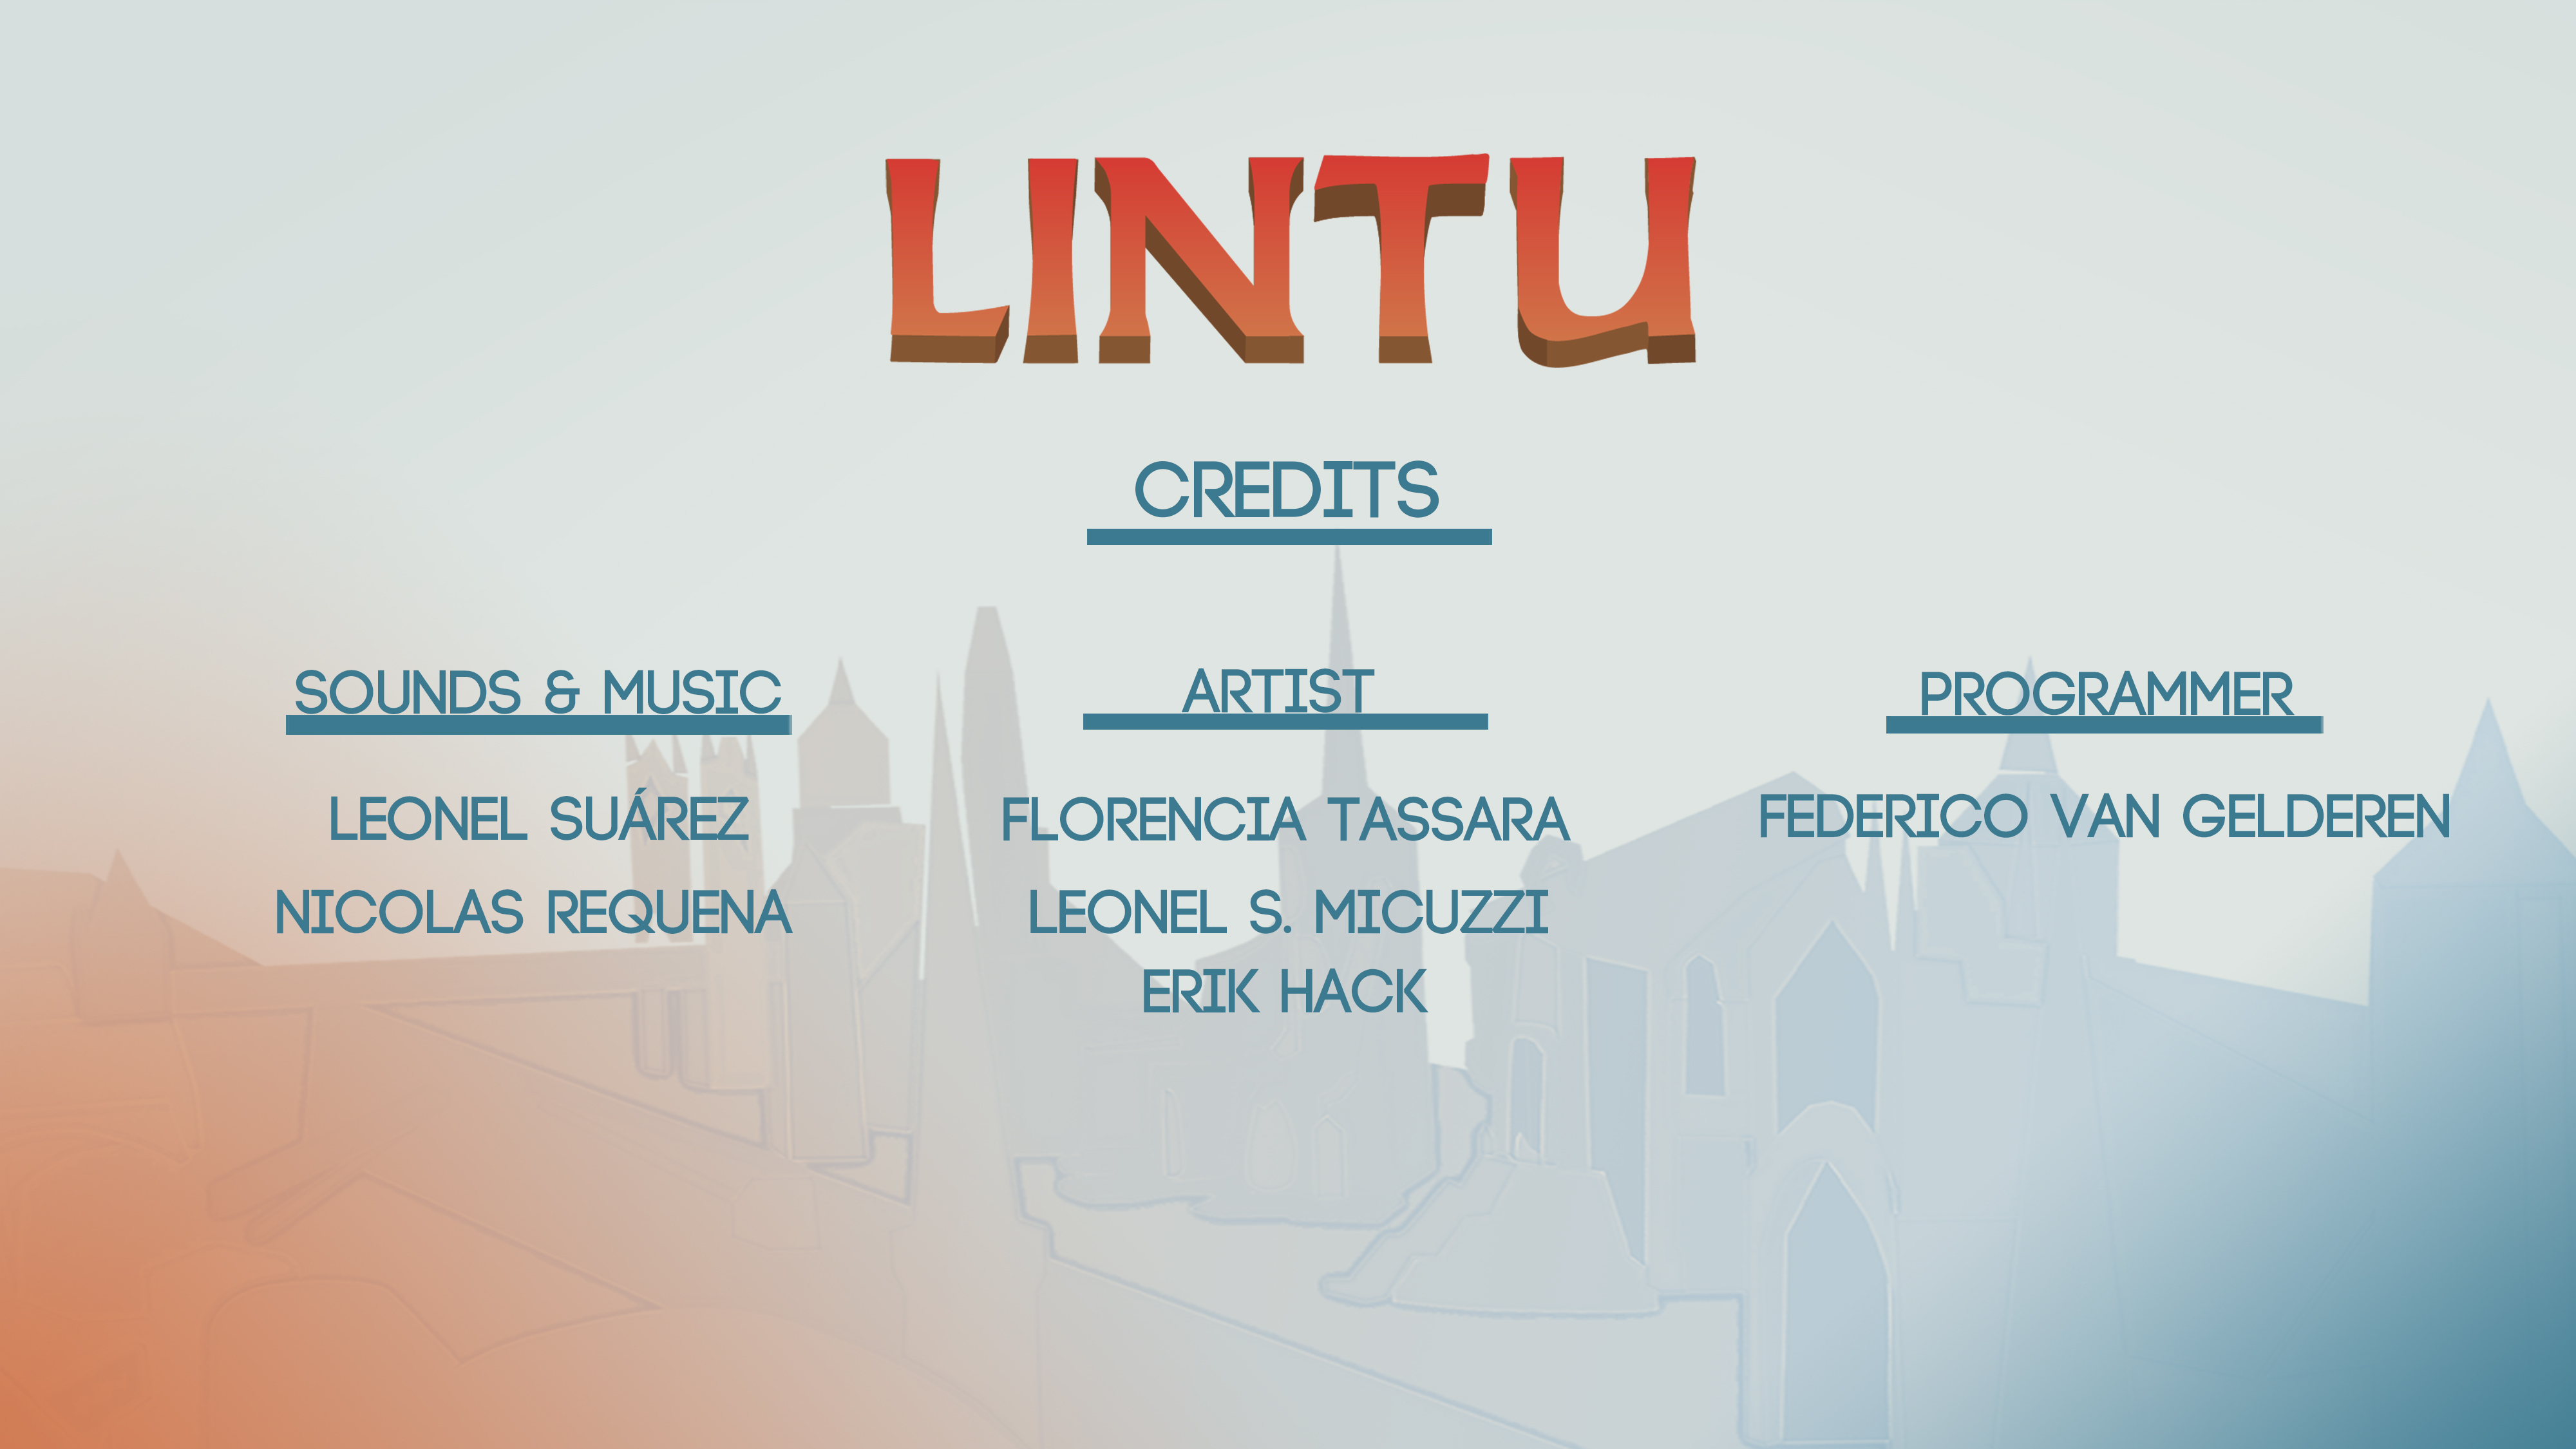 LINTU
CREDITS
SOUNDS & MUSIC
LEONEL SUÁREZ
NICOLAS REQUENA
ARTIST
FLORENCIA TASSARA
LEONEL S. MICUZZI
ERIK HACK
PROGRAMMER
FEDERICO VAN GELDEREN